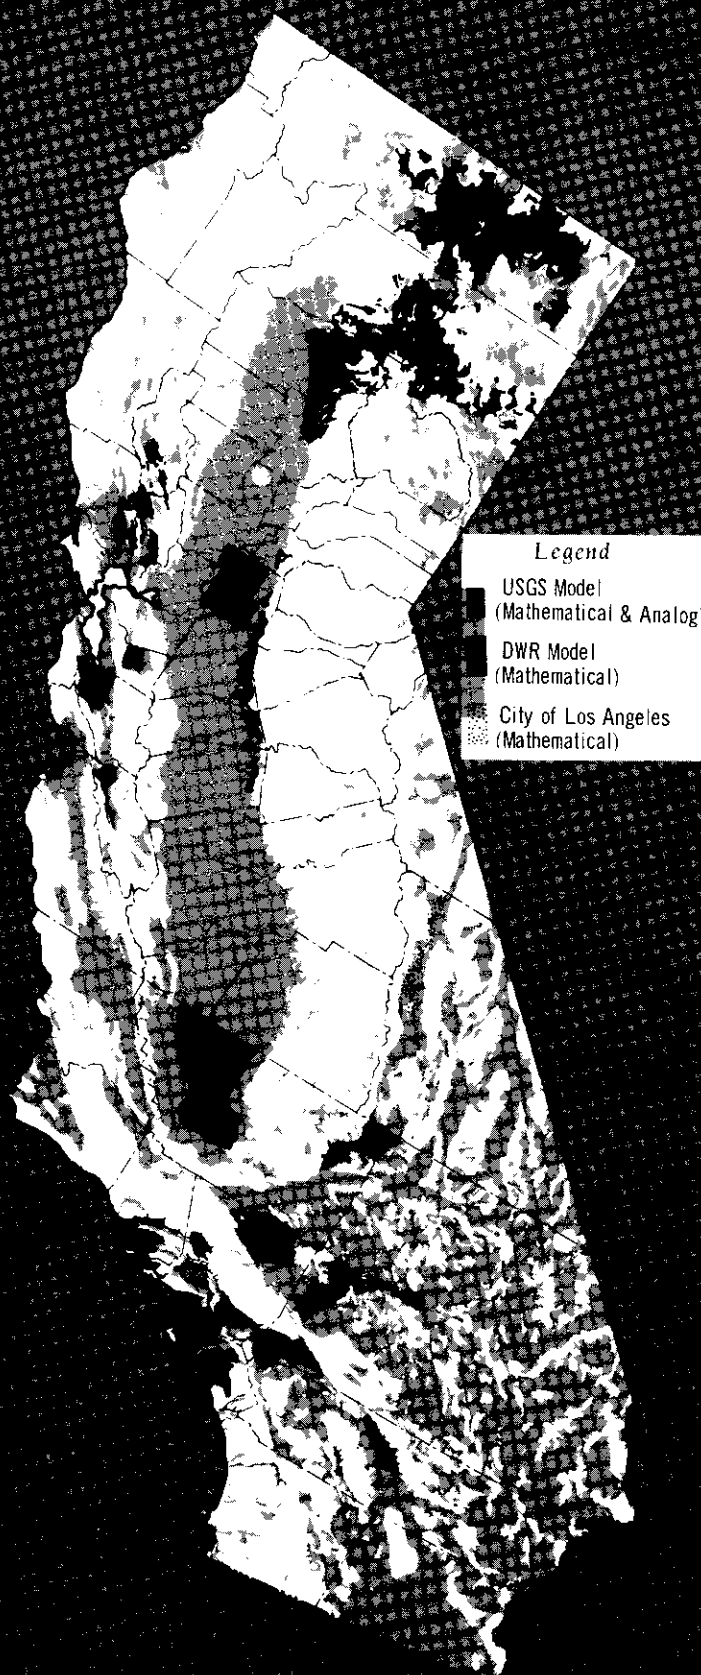 Legend
USGS Model
(Mathematical & Analog)
DWR Model
(Mathematical)
City of Los Angeles
(Mathematical)